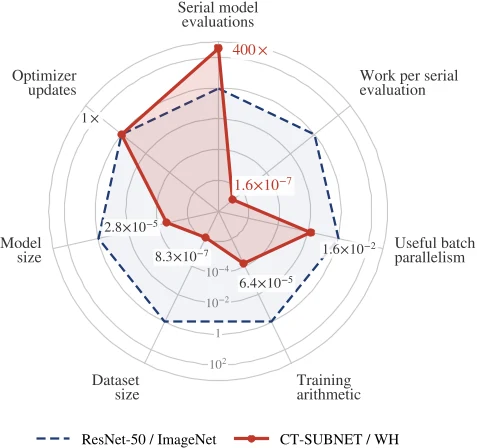 Serial model
evaluations
400×
Optimizer
updates
Work per serial
evaluation
1×
1.6×10⁻⁷
2.8×10⁻⁵
Model
size
1.6×10⁻²
Useful batch
parallelism
8.3×10⁻⁷
10⁻⁴
6.4×10⁻⁵
10⁻²
1
10²
Dataset
size
Training
arithmetic
ResNet-50 / ImageNet
CT-SUBNET / WH